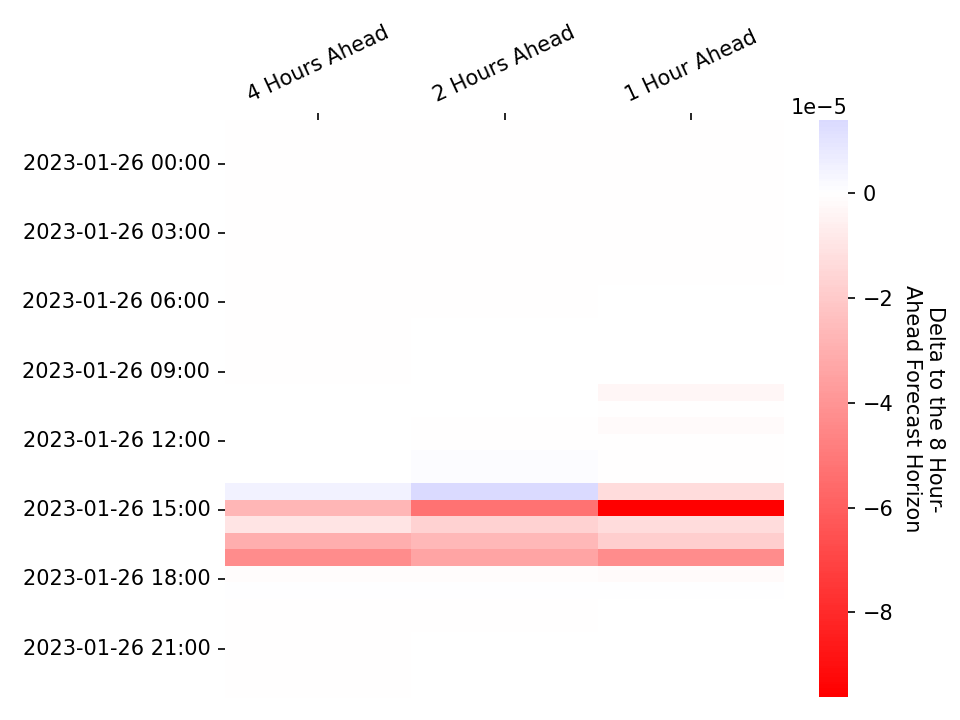 4 Hours Ahead
2 Hours Ahead
1 Hour Ahead
1e−5
2023-01-26 00:00
2023-01-26 03:00
2023-01-26 06:00
2023-01-26 09:00
2023-01-26 12:00
2023-01-26 15:00
2023-01-26 18:00
2023-01-26 21:00
0
−2
−4
−6
−8
Delta to the 8 Hour-
Ahead Forecast Horizon